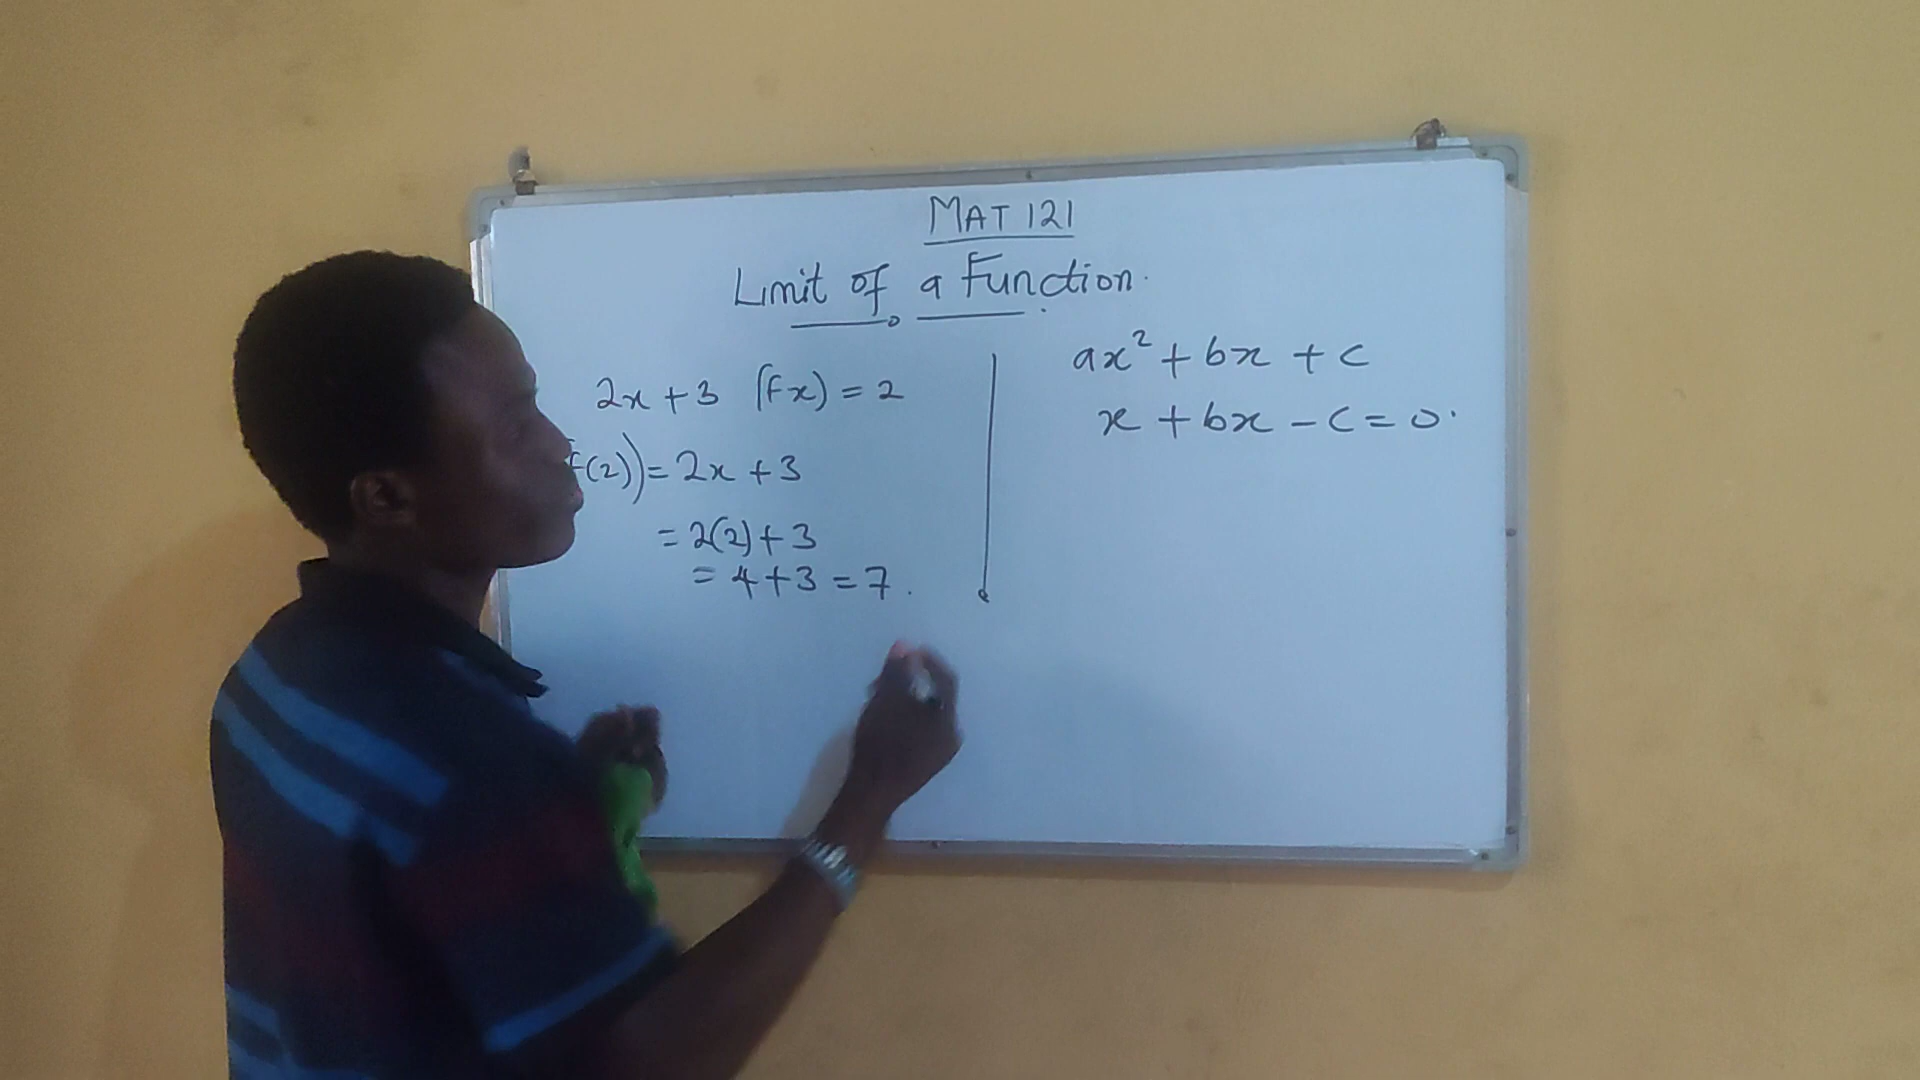 MAT 121
Limit of a Function.
2x + 3 (fx) = 2
f(2)) = 2x + 3
= 2(2) + 3
= 4 + 3 = 7.
ax² + bx + c
x + bx - c = 0.